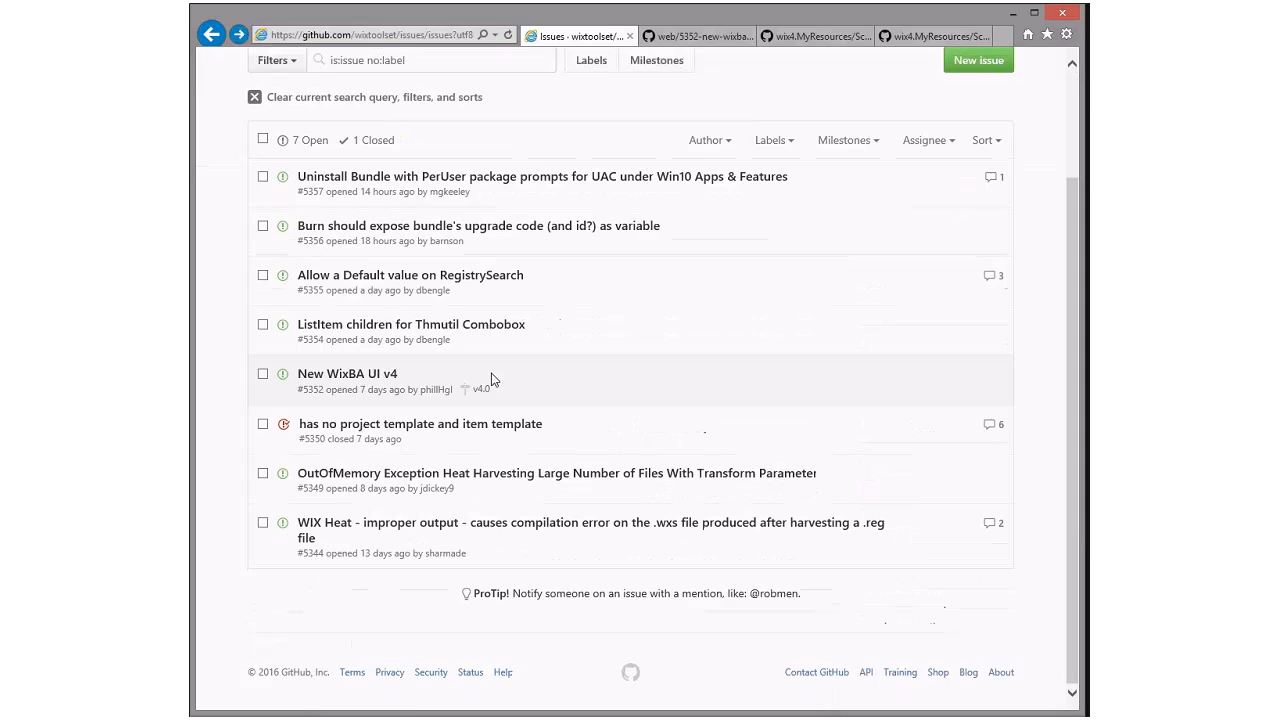 https://github.com/wixtoolset/issues/issues?utf8
Issues · wixtoolset/...
web/5352-new-wixba...
wix4.MyResources/Sc...
wix4.MyResources/Sc...
Filters
is:issue no:label
Labels
Milestones
New issue
Clear current search query, filters, and sorts
7 Open
1 Closed
Author
Labels
Milestones
Assignee
Sort
Uninstall Bundle with PerUser package prompts for UAC under Win10 Apps & Features
1
#5357 opened 14 hours ago by mgkeeley
Burn should expose bundle's upgrade code (and id?) as variable
#5356 opened 18 hours ago by barnson
Allow a Default value on RegistrySearch
3
#5355 opened a day ago by dbengle
ListItem children for Thmutil Combobox
#5354 opened a day ago by dbengle
New WixBA UI v4
#5352 opened 7 days ago by phillHgl
v4.0
has no project template and item template
6
#5350 closed 7 days ago
OutOfMemory Exception Heat Harvesting Large Number of Files With Transform Parameter
#5349 opened 8 days ago by jdickey9
WIX Heat - improper output - causes compilation error on the .wxs file produced after harvesting a .reg
file
2
#5344 opened 13 days ago by sharmade
ProTip! Notify someone on an issue with a mention, like: @robmen.
© 2016 GitHub, Inc.
Terms
Privacy
Security
Status
Help
Contact GitHub
API
Training
Shop
Blog
About